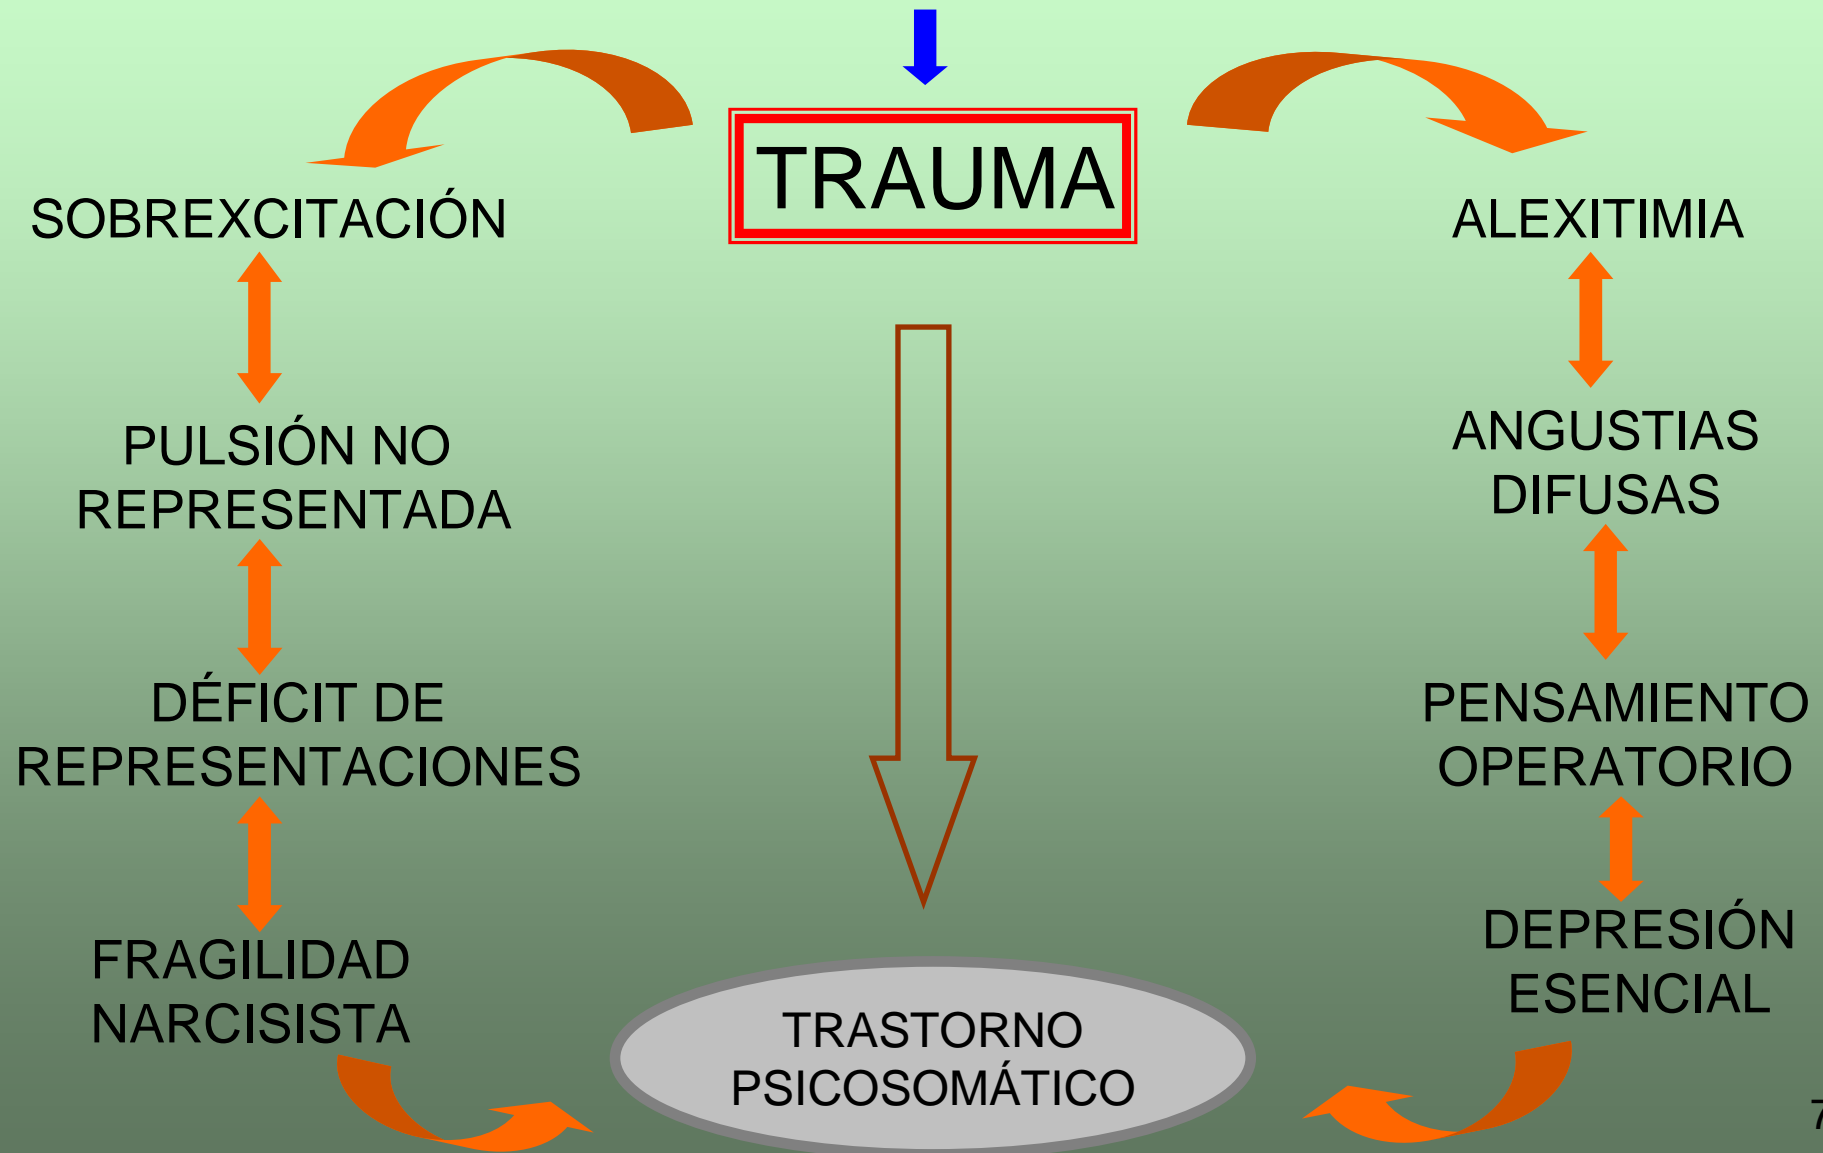 TRAUMA
SOBREXCITACIÓN
PULSIÓN NO
REPRESENTADA
DÉFICIT DE
REPRESENTACIONES
FRAGILIDAD
NARCISISTA
ALEXITIMIA
ANGUSTIAS
DIFUSAS
PENSAMIENTO
OPERATORIO
DEPRESIÓN
ESENCIAL
TRASTORNO
PSICOSOMÁTICO
7